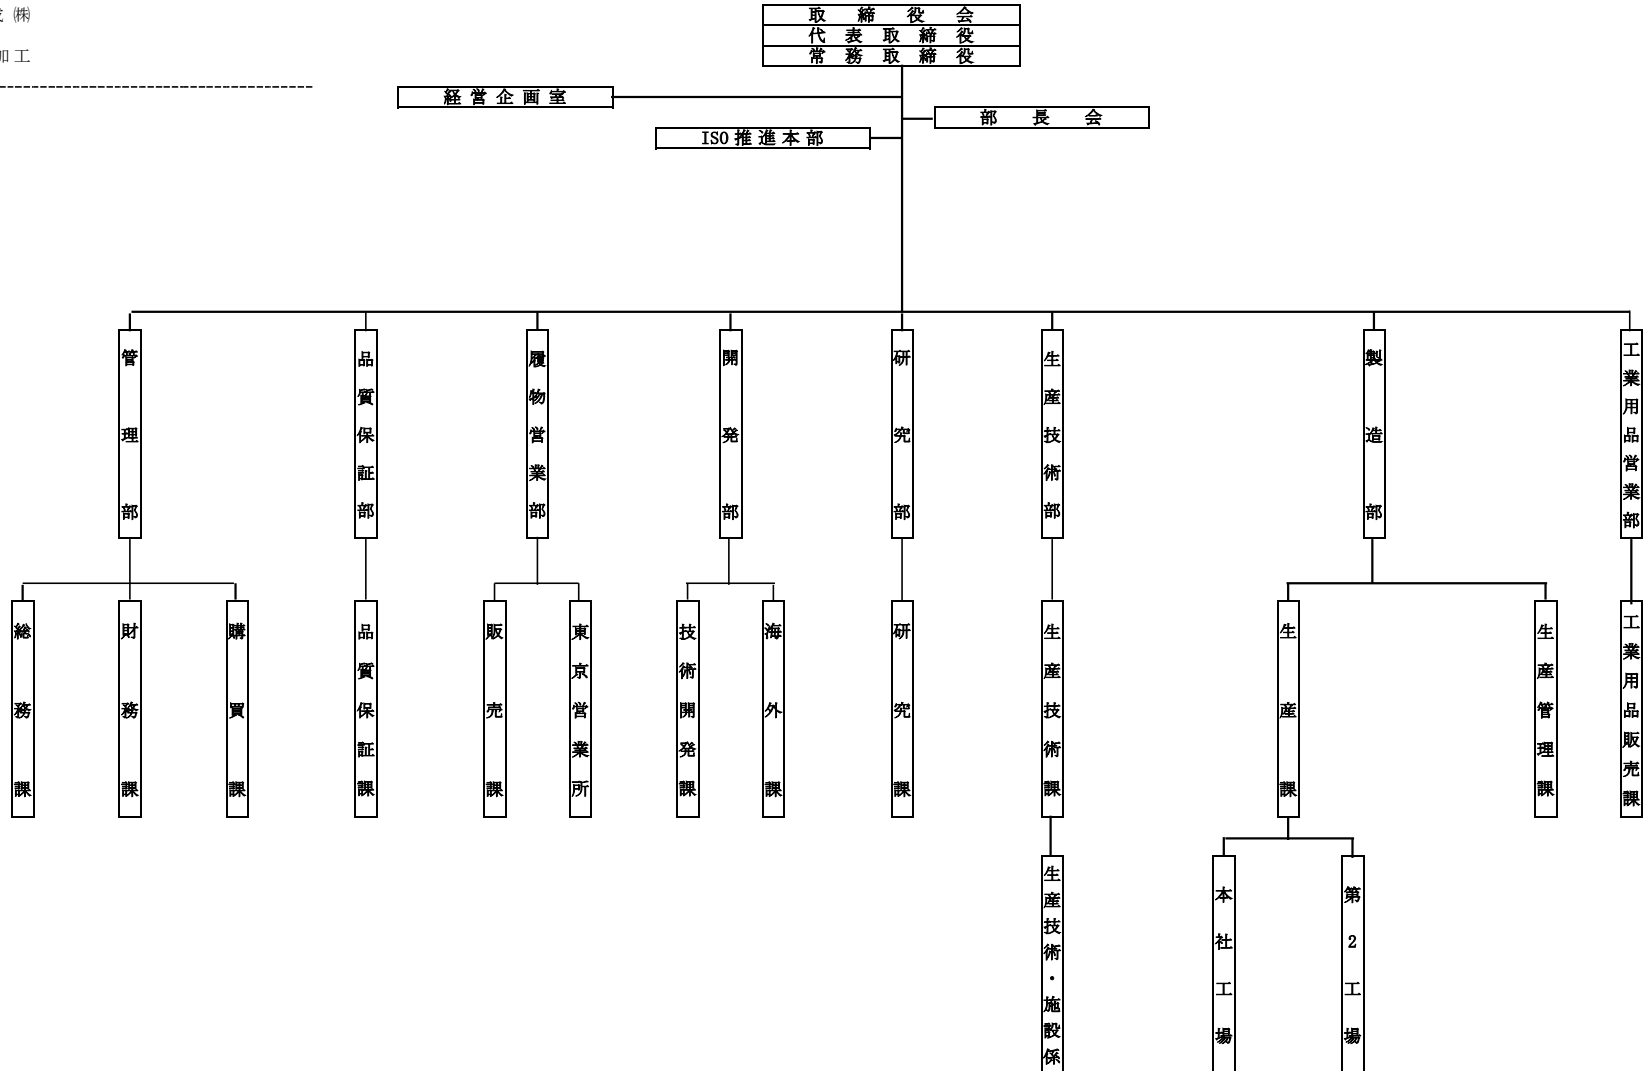 ㈱
加工
取締役会
代表取締役
常務取締役
経営企画室
部長会
ISO推進本部
管理部
品質保証部
履物営業部
開発部
研究部
生産技術部
製造部
工業用品営業部
総務課
財務課
購買課
品質保証課
販売課
東京営業所
技術開発課
海外課
研究課
生産技術課
生産課
生産管理課
工業用品販売課
生産技術・施設係
本社工場
第2工場